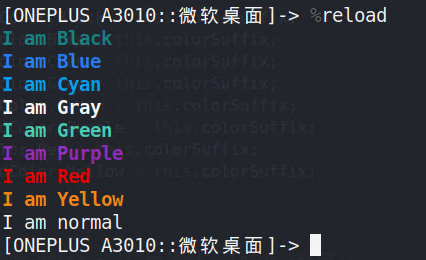 [ONEPLUS A3010::微软桌面]-> %reload
I am Black
I am Blue
I am Cyan
I am Gray
I am Green
I am Purple
I am Red
I am Yellow
I am normal
[ONEPLUS A3010::微软桌面]->